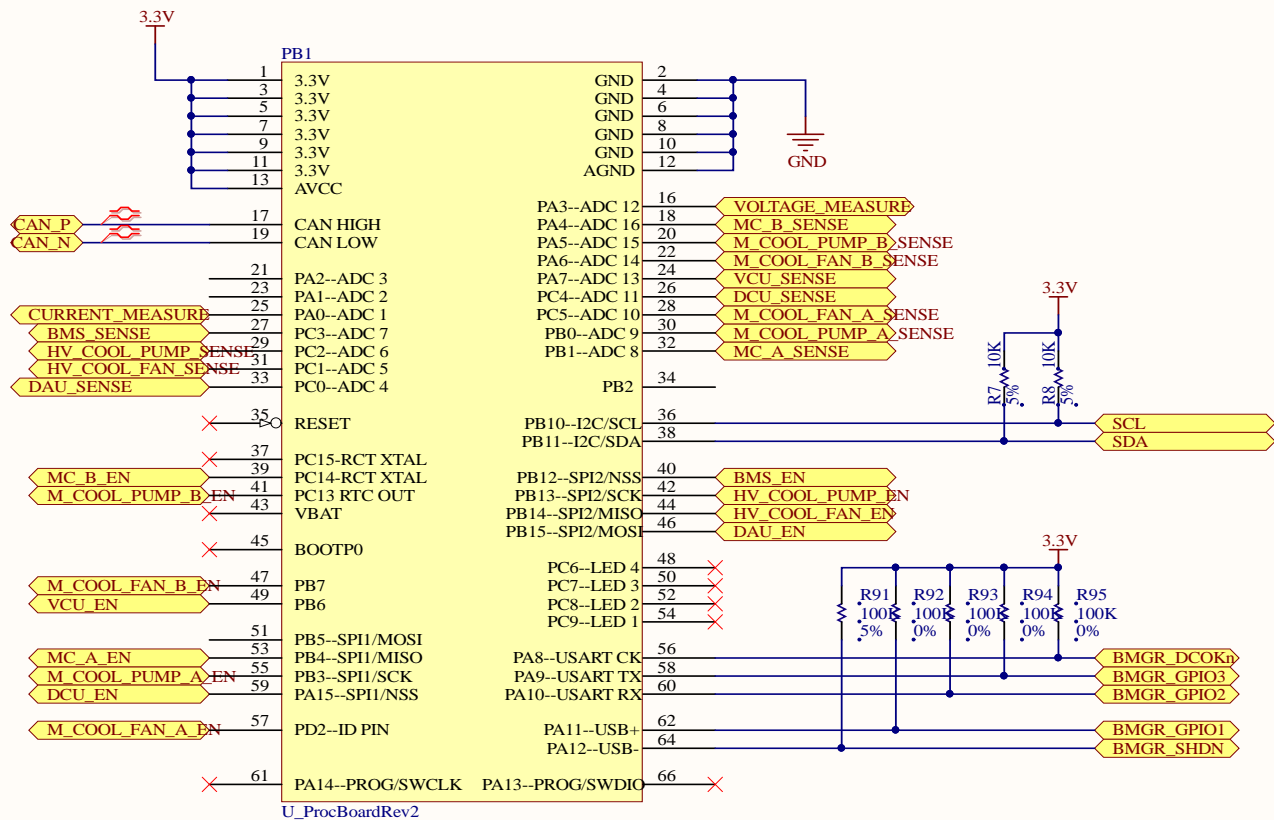 3.3V
PB1
1 3.3V GND 2
3 3.3V GND 4
5 3.3V GND 6
7 3.3V GND 8
9 3.3V GND 10
11 3.3V AGND 12
13 AVCC
GND
PA3--ADC 12 16 VOLTAGE_MEASURE
CAN_P 17 CAN HIGH PA4--ADC 16 18 MC_B_SENSE
CAN_N 19 CAN LOW PA5--ADC 15 20 M_COOL_PUMP_B_SENSE
PA6--ADC 14 22 M_COOL_FAN_B_SENSE
21 PA2--ADC 3 PA7--ADC 13 24 VCU_SENSE
23 PA1--ADC 2 PC4--ADC 11 26 DCU_SENSE
CURRENT_MEASURE 25 PA0--ADC 1 PC5--ADC 10 28 M_COOL_FAN_A_SENSE
BMS_SENSE 27 PC3--ADC 7 PB0--ADC 9 30 M_COOL_PUMP_A_SENSE
HV_COOL_PUMP_SENSE 29 PC2--ADC 6 PB1--ADC 8 32 MC_A_SENSE
HV_COOL_FAN_SENSE 31 PC1--ADC 5
DAU_SENSE 33 PC0--ADC 4 PB2 34
3.3V
R7 10K 5%
R8 10K 5%
35 RESET PB10--I2C/SCL 36 SCL
PB11--I2C/SDA 38 SDA
37 PC15-RCT XTAL
MC_B_EN 39 PC14-RCT XTAL PB12--SPI2/NSS 40 BMS_EN
M_COOL_PUMP_B_EN 41 PC13 RTC OUT PB13--SPI2/SCK 42 HV_COOL_PUMP_EN
43 VBAT PB14--SPI2/MISO 44 HV_COOL_FAN_EN
PB15--SPI2/MOSI 46 DAU_EN
45 BOOTP0
PC6--LED 4 48
M_COOL_FAN_B_EN 47 PB7 PC7--LED 3 50
VCU_EN 49 PB6 PC8--LED 2 52
PC9--LED 1 54
3.3V
R91 R92 R93 R94 R95
100K 100K 100K 100K 100K
5% 0% 0% 0% 0%
51 PB5--SPI1/MOSI
MC_A_EN 53 PB4--SPI1/MISO PA8--USART CK 56 BMGR_DCOKn
M_COOL_PUMP_A_EN 55 PB3--SPI1/SCK PA9--USART TX 58 BMGR_GPIO3
DCU_EN 59 PA15--SPI1/NSS PA10--USART RX 60 BMGR_GPIO2
M_COOL_FAN_A_EN 57 PD2--ID PIN PA11--USB+ 62 BMGR_GPIO1
PA12--USB- 64 BMGR_SHDN
61 PA14--PROG/SWCLK PA13--PROG/SWDIO 66
U_ProcBoardRev2